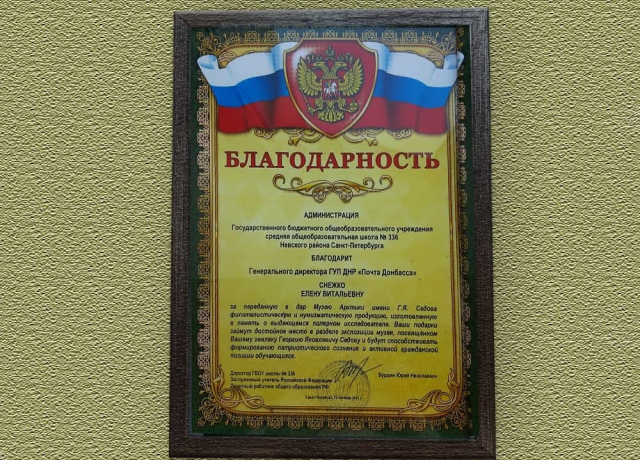 БЛАГОДАРНОСТЬ
АДМИНИСТРАЦИЯ
Государственного бюджетного общеобразовательного учреждения
средняя общеобразовательная школа № 336
Невского района Санкт-Петербурга
БЛАГОДАРИТ
Генерального директора ГУП ДНР «Почта Донбасса»
СНЕЖКО
ЕЛЕНУ ВИТАЛЬЕВНУ
за переданную в дар Музею Арктики имени Г.Я. Седова
филателистическую и нумизматическую продукцию, изготовленную
в память о выдающемся полярном исследователе. Ваши подарки
займут достойное место в разделе экспозиции музея, посвящённом
Вашему земляку Георгию Яковлевичу Седову и будут способствовать
формированию патриотического сознания и активной гражданской
позиции обучающихся.
Директор ГБОУ школы № 336
Заслуженный учитель Российской Федерации
Почетный работник общего образования РФ
Бурдин Юрий Николаевич
Санкт-Петербург,